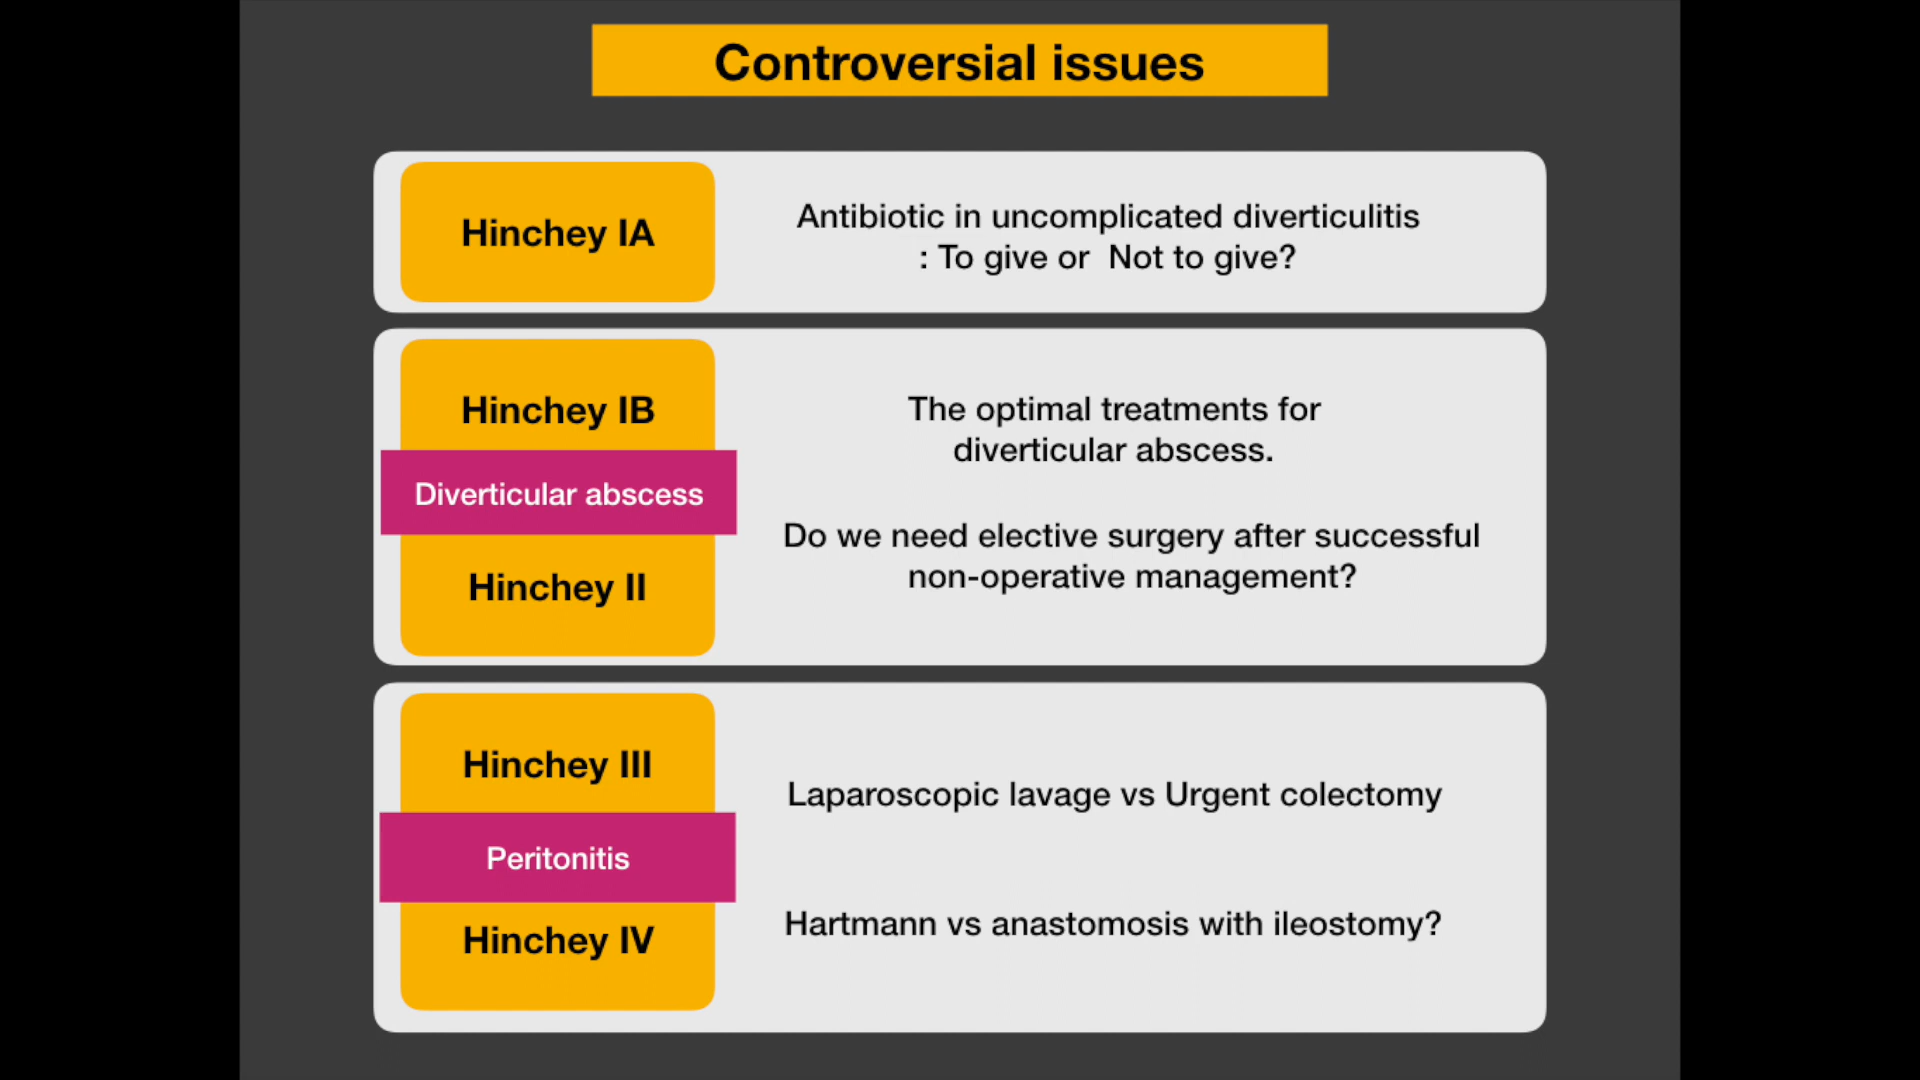 Controversial issues
Hinchey IA
Antibiotic in uncomplicated diverticulitis
: To give or  Not to give?
Hinchey IB
Diverticular abscess
Hinchey II
The optimal treatments for
diverticular abscess.
Do we need elective surgery after successful
non-operative management?
Hinchey III
Peritonitis
Hinchey IV
Laparoscopic lavage vs Urgent colectomy
Hartmann vs anastomosis with ileostomy?